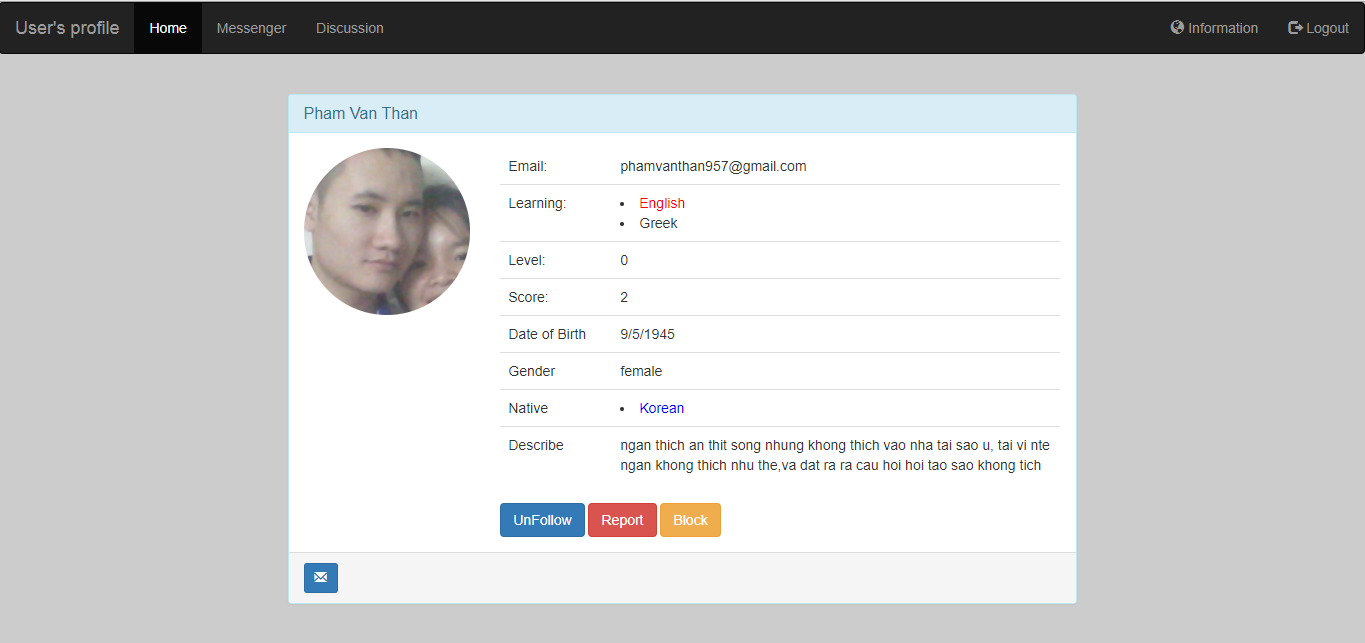 User's profile Home Messenger Discussion Information Logout
Pham Van Than
Email: phamvanthan957@gmail.com
Learning: • English
• Greek
Level: 0
Score: 2
Date of Birth 9/5/1945
Gender female
Native • Korean
Describe ngan thich an thit song nhung khong thich vao nha tai sao u, tai vi nte
ngan khong thich nhu the,va dat ra ra cau hoi hoi tao sao khong tich
UnFollow Report Block